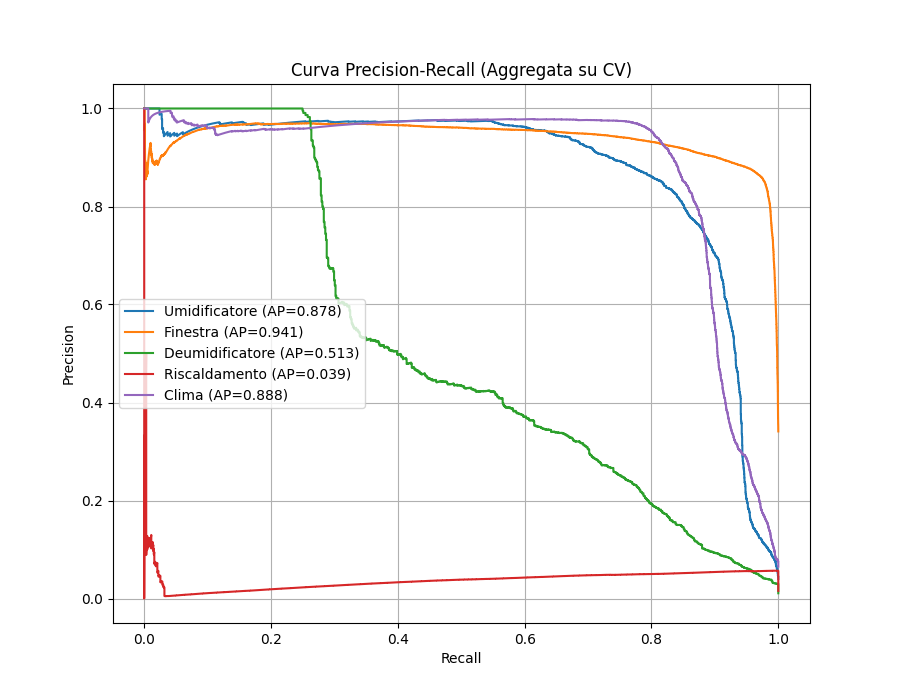 Curva Precision-Recall (Aggregata su CV)
1.0
0.8
0.6
0.4
0.2
0.0
Precision
Umidificatore (AP=0.878)
Finestra (AP=0.941)
Deumidificatore (AP=0.513)
Riscaldamento (AP=0.039)
Clima (AP=0.888)
0.0 0.2 0.4 0.6 0.8 1.0
Recall